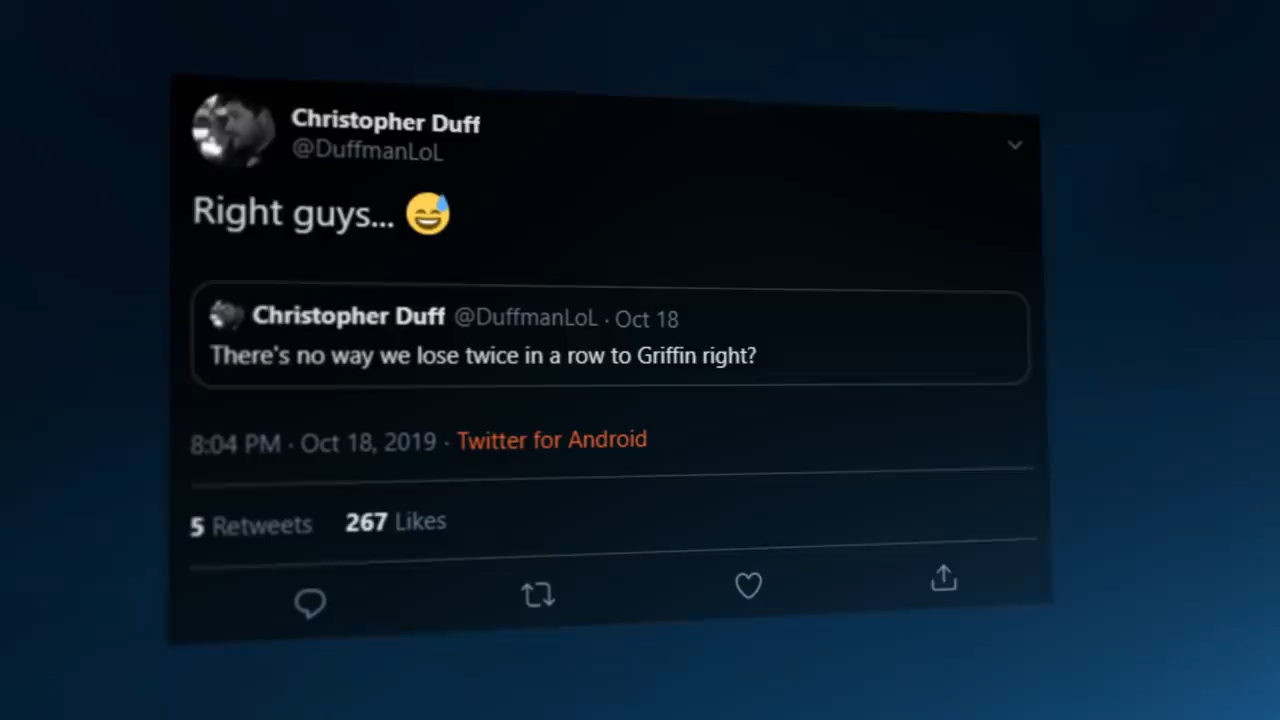 Christopher Duff
@DuffmanLoL
Right guys... 😅
Christopher Duff @DuffmanLoL · Oct 18
There's no way we lose twice in a row to Griffin right?
8:04 PM · Oct 18, 2019 · Twitter for Android
5 Retweets 267 Likes